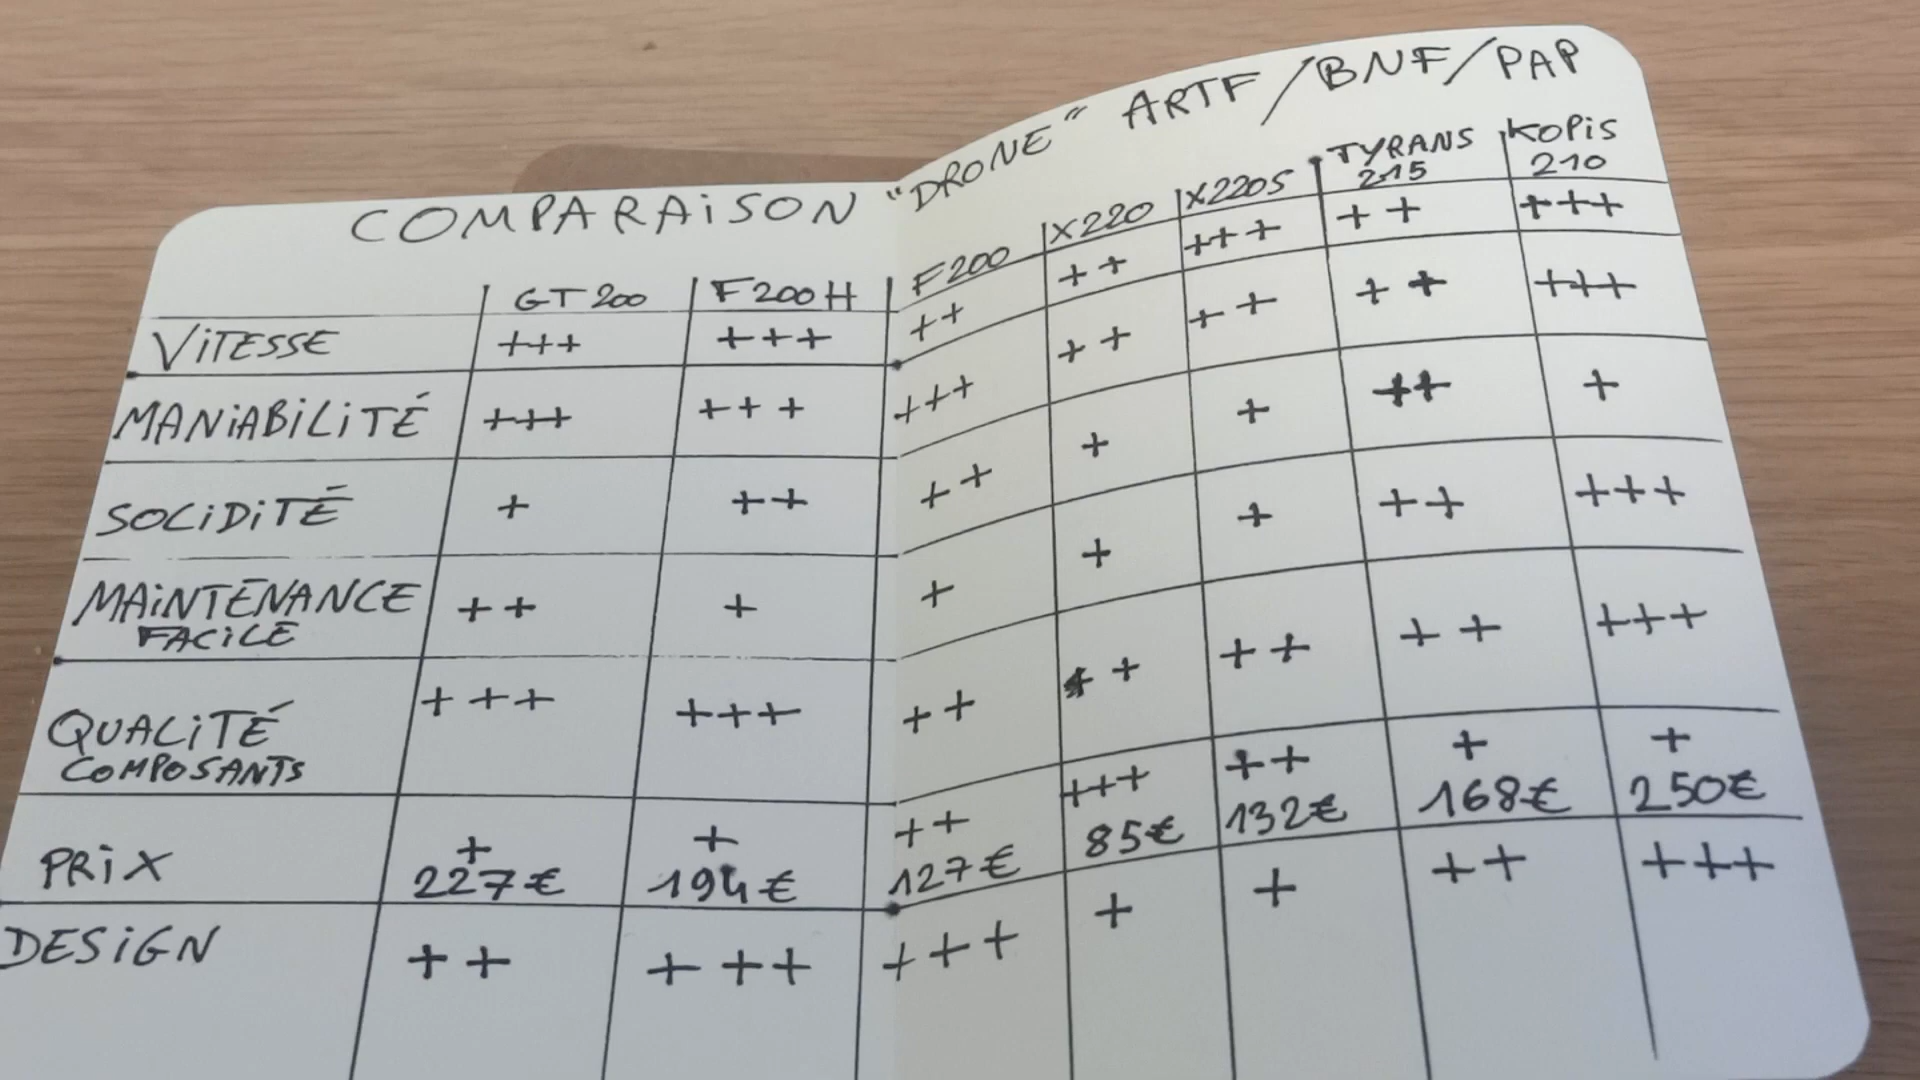 COMPARAiSON "DRONE" ARTF/BNF/PAP
GT 200 F200H F200 X220 X220S TYRANS 215 KOPiS 210
ViTESSE +++ +++ ++ ++ +++ ++ +++
MANiABiLiTÉ +++ +++ +++ ++ ++ ++ +++
SOLiDiTÉ + ++ ++ + + ++ +
MAiNTENANCE FACiLE ++ + + + + ++ +++
QUALiTÉ COMPOSANTS +++ +++ ++ ++ ++ ++ +++
PRiX + 227€ + 194€ ++ 127€ +++ 85€ ++ 132€ + 168€ + 250€
DESiGN ++ +++ +++ + + ++ +++